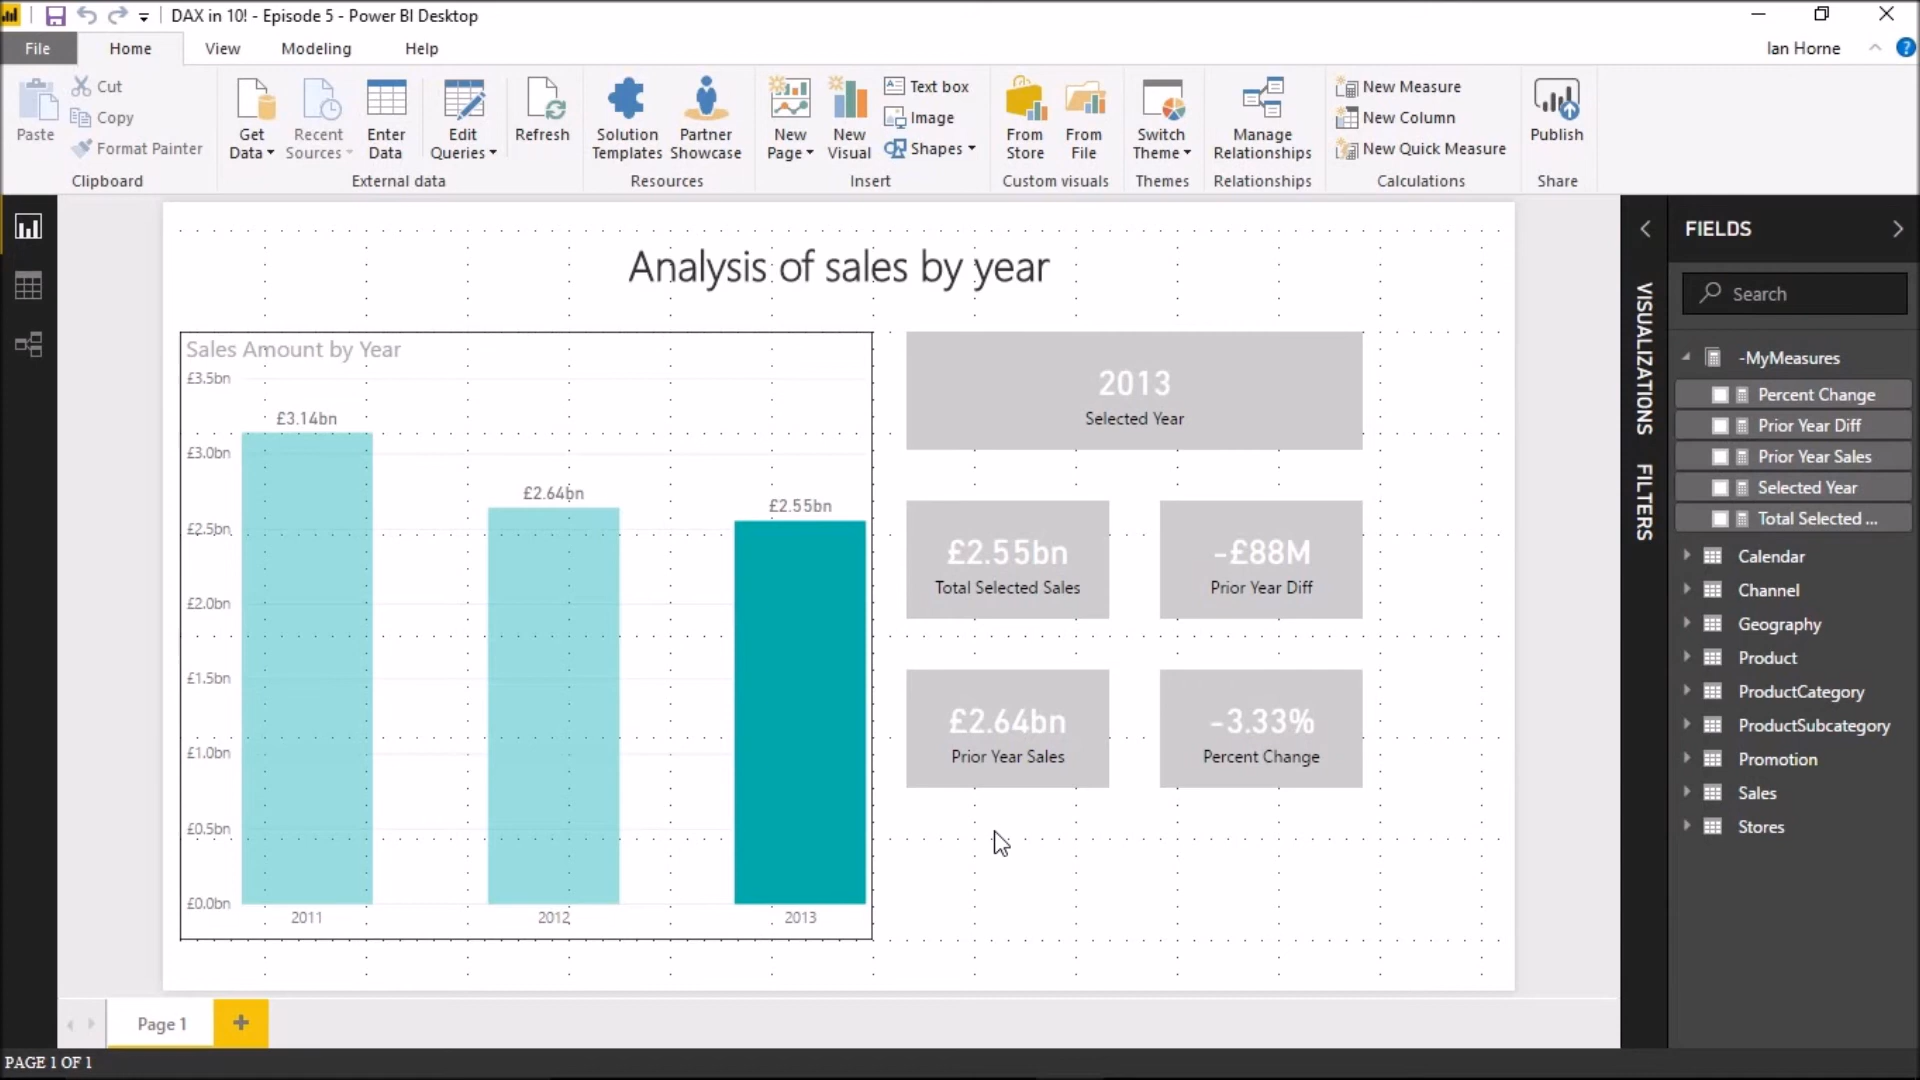 DAX in 10! - Episode 5 - Power BI Desktop
File
Home
View
Modeling
Help
Ian Horne
?
Paste
Cut
Copy
Format Painter
Clipboard
Get Data
Recent Sources
Enter Data
Edit Queries
Refresh
External data
Solution Templates
Partner Showcase
Resources
New Page
New Visual
Text box
Image
Shapes
Insert
From Store
From File
Custom visuals
Switch Theme
Themes
Manage Relationships
Relationships
New Measure
New Column
New Quick Measure
Calculations
Publish
Share
Analysis of sales by year
Sales Amount by Year
£3.5bn
£3.0bn
£2.5bn
£2.0bn
£1.5bn
£1.0bn
£0.5bn
£0.0bn
£3.14bn
£2.64bn
£2.55bn
2011
2012
2013
2013
Selected Year
£2.55bn
Total Selected Sales
-£88M
Prior Year Diff
£2.64bn
Prior Year Sales
-3.33%
Percent Change
VISUALIZATIONS
FILTERS
FIELDS
Search
-MyMeasures
Percent Change
Prior Year Diff
Prior Year Sales
Selected Year
Total Selected ...
Calendar
Channel
Geography
Product
ProductCategory
ProductSubcategory
Promotion
Sales
Stores
Page 1
PAGE 1 OF 1